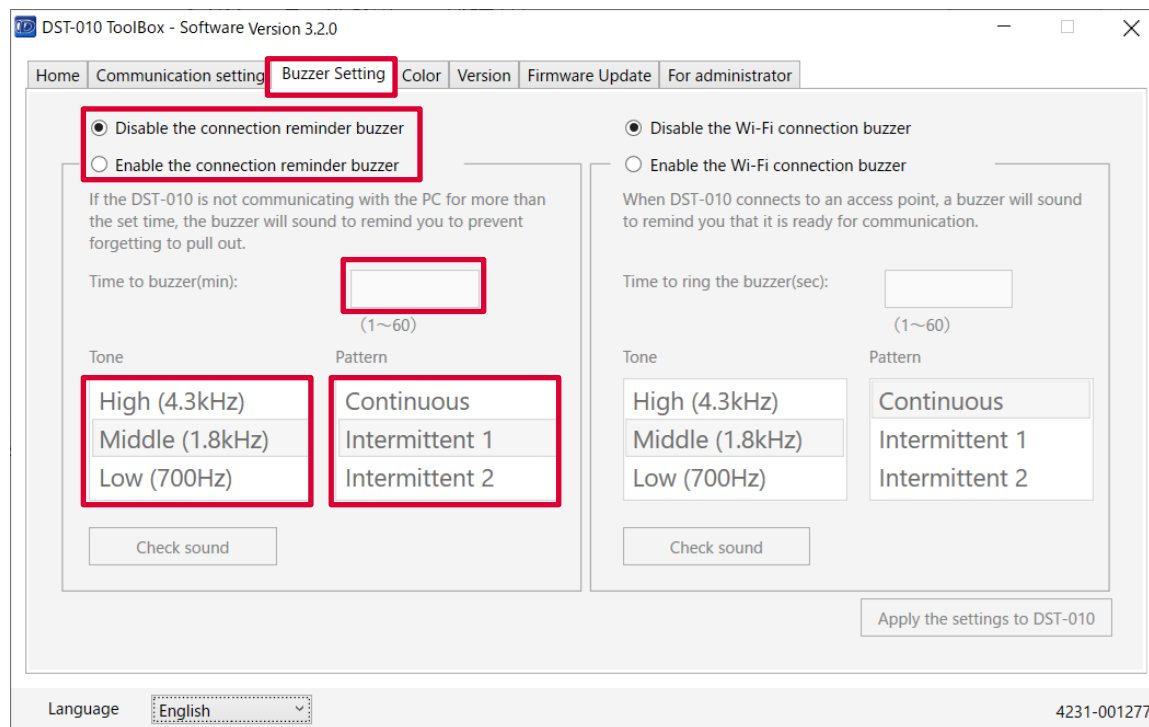 DST-010 ToolBox - Software Version 3.2.0
Home Communication setting Buzzer Setting Color Version Firmware Update For administrator
Disable the connection reminder buzzer
Enable the connection reminder buzzer
If the DST-010 is not communicating with the PC for more than
the set time, the buzzer will sound to remind you to prevent
forgetting to pull out.
Time to buzzer(min):
(1～60)
Tone Pattern
High (4.3kHz) Continuous
Middle (1.8kHz) Intermittent 1
Low (700Hz) Intermittent 2
Check sound
Disable the Wi-Fi connection buzzer
Enable the Wi-Fi connection buzzer
When DST-010 connects to an access point, a buzzer will sound
to remind you that it is ready for communication.
Time to ring the buzzer(sec):
(1～60)
Tone Pattern
High (4.3kHz) Continuous
Middle (1.8kHz) Intermittent 1
Low (700Hz) Intermittent 2
Check sound
Apply the settings to DST-010
Language English 4231-001277